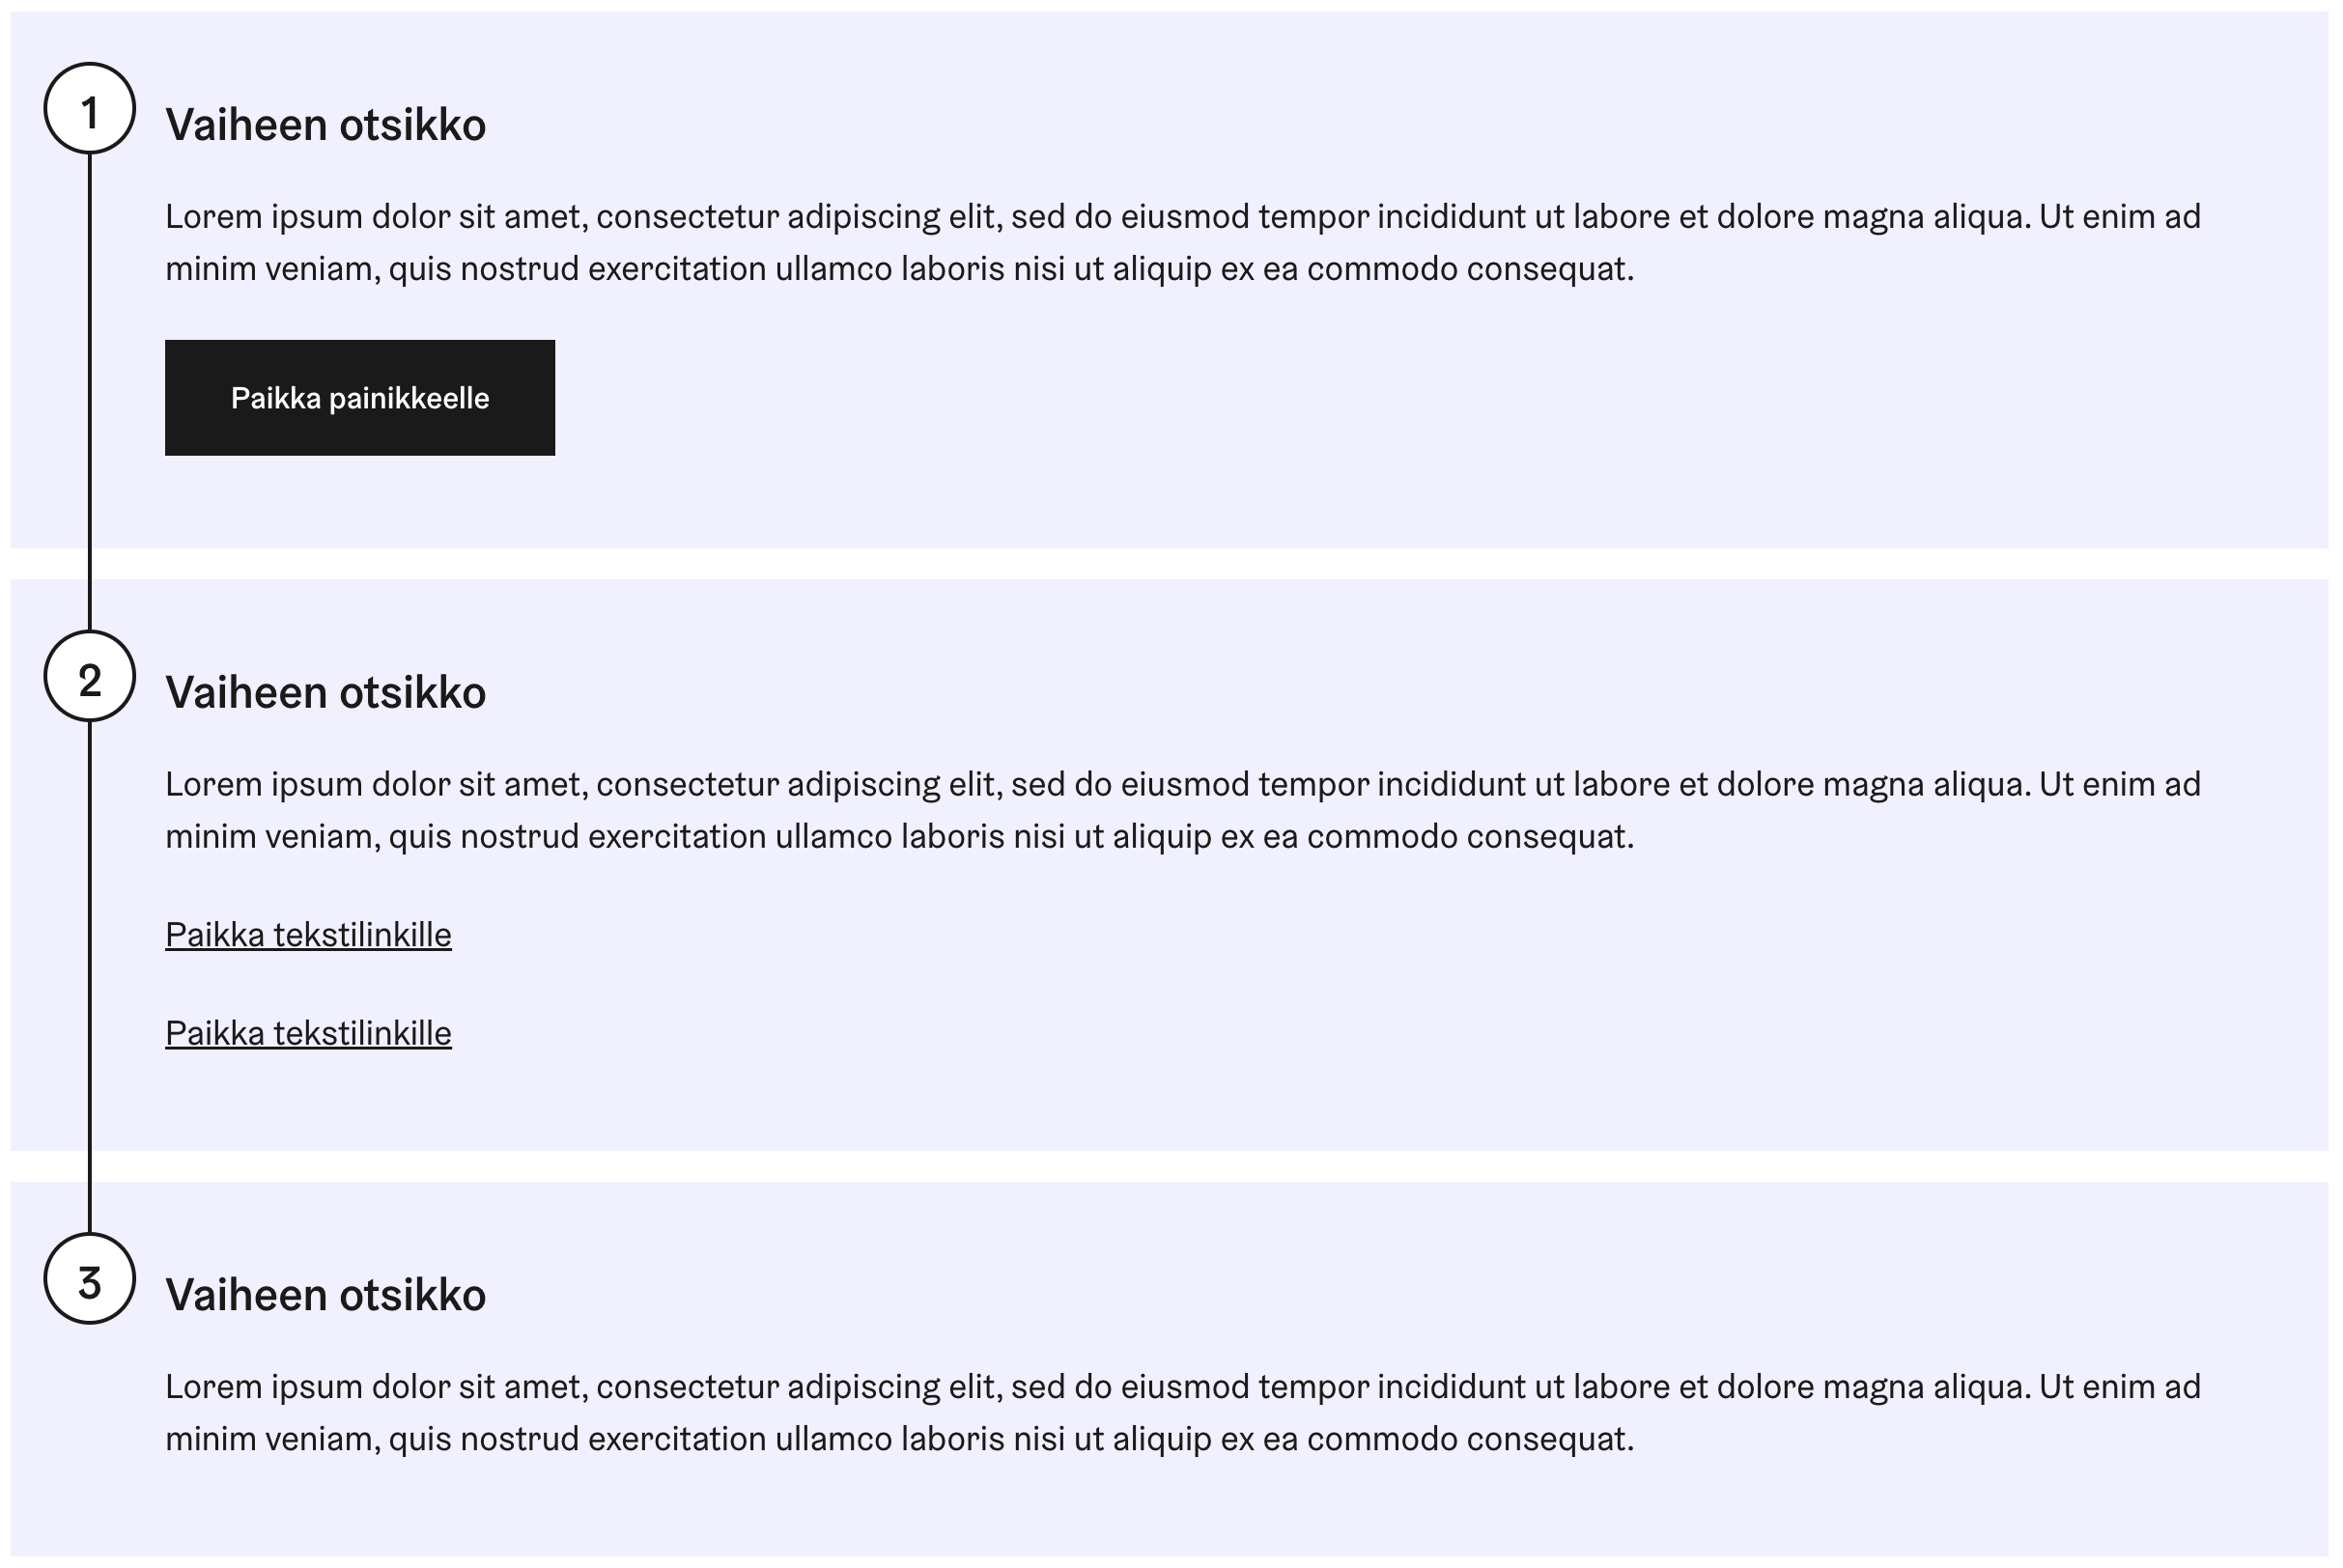 1
Vaiheen otsikko
Lorem ipsum dolor sit amet, consectetur adipiscing elit, sed do eiusmod tempor incididunt ut labore et dolore magna aliqua. Ut enim ad
minim veniam, quis nostrud exercitation ullamco laboris nisi ut aliquip ex ea commodo consequat.
Paikka painikkeelle
2
Vaiheen otsikko
Lorem ipsum dolor sit amet, consectetur adipiscing elit, sed do eiusmod tempor incididunt ut labore et dolore magna aliqua. Ut enim ad
minim veniam, quis nostrud exercitation ullamco laboris nisi ut aliquip ex ea commodo consequat.
Paikka tekstilinkille
Paikka tekstilinkille
3
Vaiheen otsikko
Lorem ipsum dolor sit amet, consectetur adipiscing elit, sed do eiusmod tempor incididunt ut labore et dolore magna aliqua. Ut enim ad
minim veniam, quis nostrud exercitation ullamco laboris nisi ut aliquip ex ea commodo consequat.